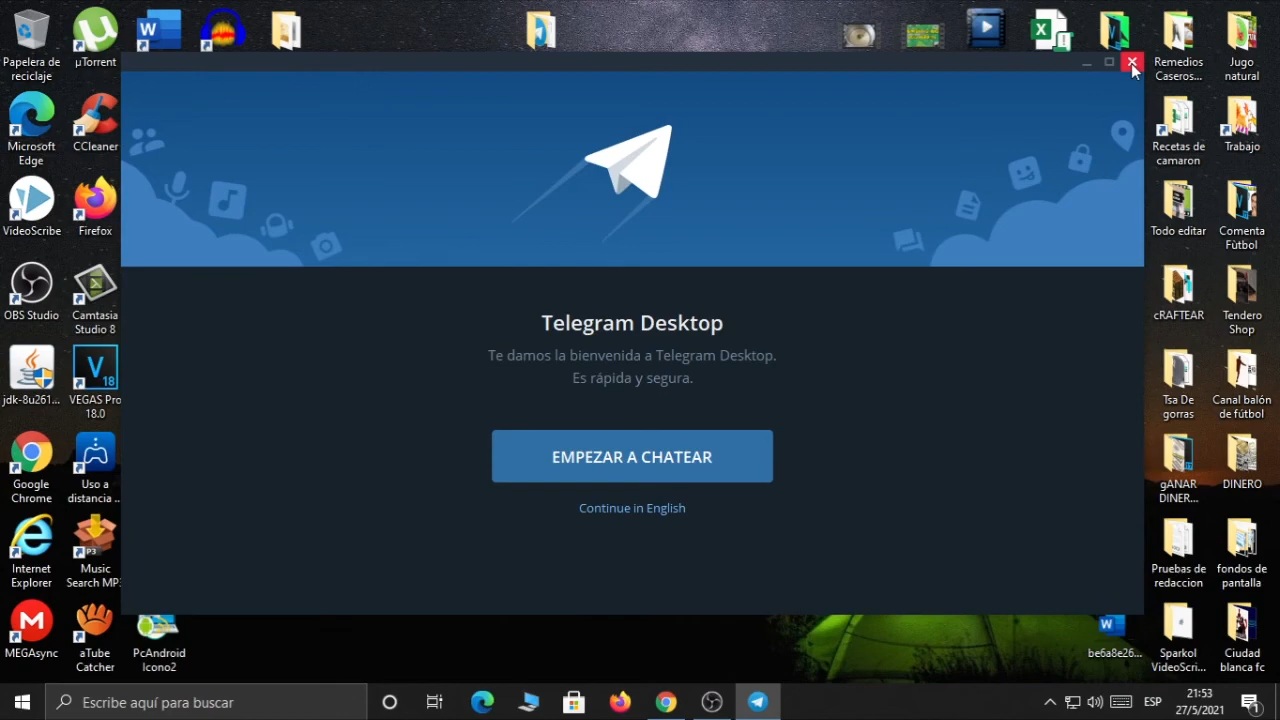 Papelera de
reciclaje
µTorrent
Remedios
Caseros...
Jugo
natural
Microsoft
Edge
CCleaner
Recetas de
camaron
Trabajo
VideoScribe
Firefox
Todo editar
Comenta
Fùtbol
OBS Studio
Camtasia
Studio 8
cRAFTEAR
Tendero
Shop
jdk-8u261...
VEGAS Pro
18.0
Tsa De
gorras
Canal balón
de fútbol
Google
Chrome
Uso a
distancia ...
gANAR
DINER...
DINERO
Internet
Explorer
Music
Search MP3
Pruebas de
redaccion
fondos de
pantalla
MEGAsync
aTube
Catcher
PcAndroid
Icono2
be6a8e26...
Sparkol
VideoScri...
Ciudad
blanca fc
Telegram Desktop
Te damos la bienvenida a Telegram Desktop.
Es rápida y segura.
EMPEZAR A CHATEAR
Continue in English
Escribe aquí para buscar
ESP
21:53
27/5/2021
1